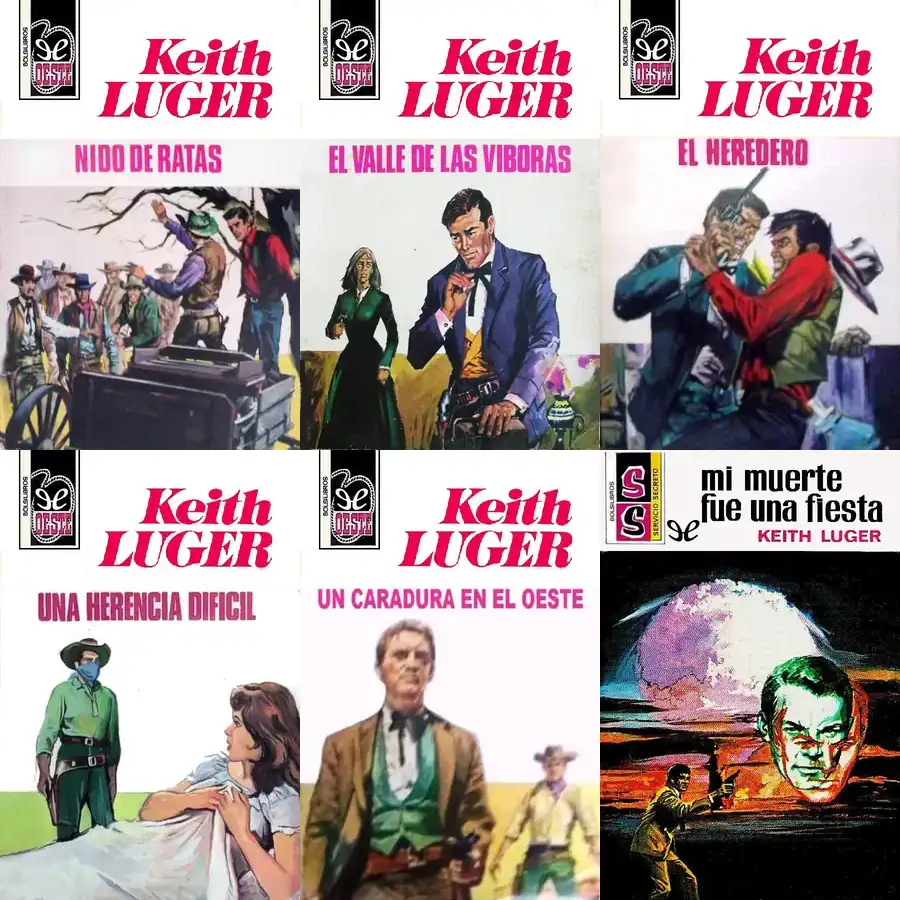 BOLSILIBROS
OESTE
Keith
LUGER
NIDO DE RATAS
BOLSILIBROS
OESTE
Keith
LUGER
EL VALLE DE LAS VIBORAS
BOLSILIBROS
OESTE
Keith
LUGER
EL HEREDERO
BOLSILIBROS
OESTE
Keith
LUGER
UNA HERENCIA DIFICIL
BOLSILIBROS
OESTE
Keith
LUGER
UN CARADURA EN EL OESTE
BOLSILIBROS
SS
SERVICIO SECRETO
mi muerte
fue una fiesta
KEITH LUGER